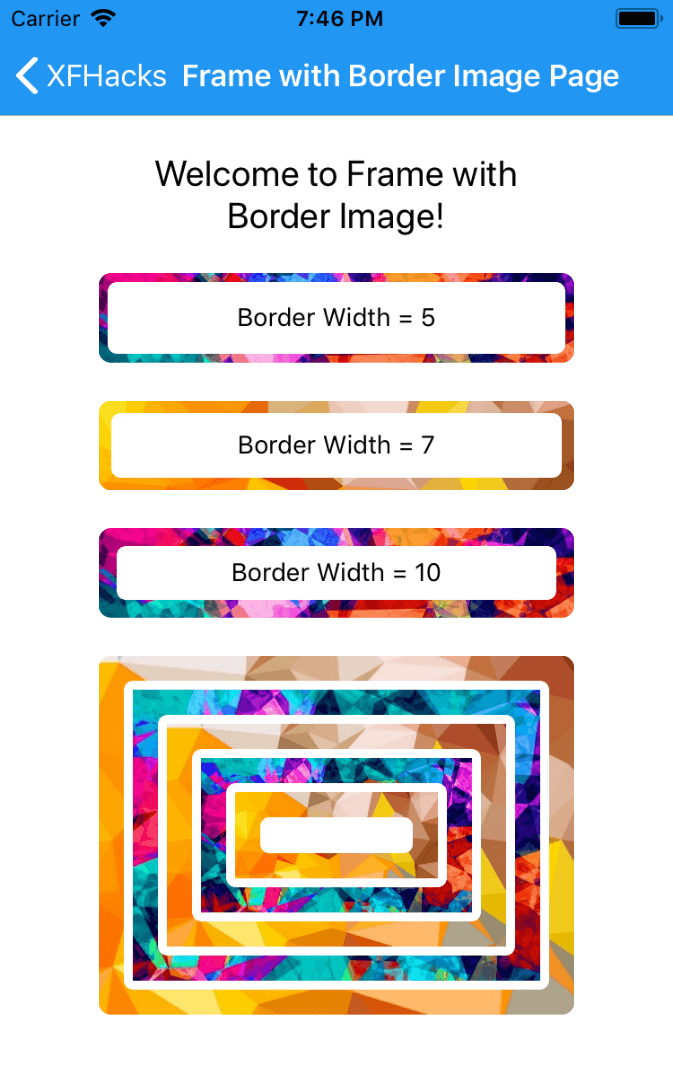 Carrier 7:46 PM
XFHacks Frame with Border Image Page
Welcome to Frame with
Border Image!
Border Width = 5
Border Width = 7
Border Width = 10